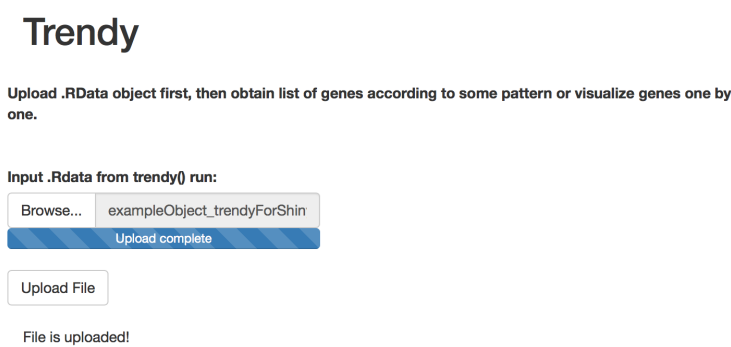 Trendy
Upload .RData object first, then obtain list of genes according to some pattern or visualize genes one by
one.
Input .Rdata from trendy() run:
Browse... exampleObject_trendyForShin
Upload complete
Upload File
File is uploaded!